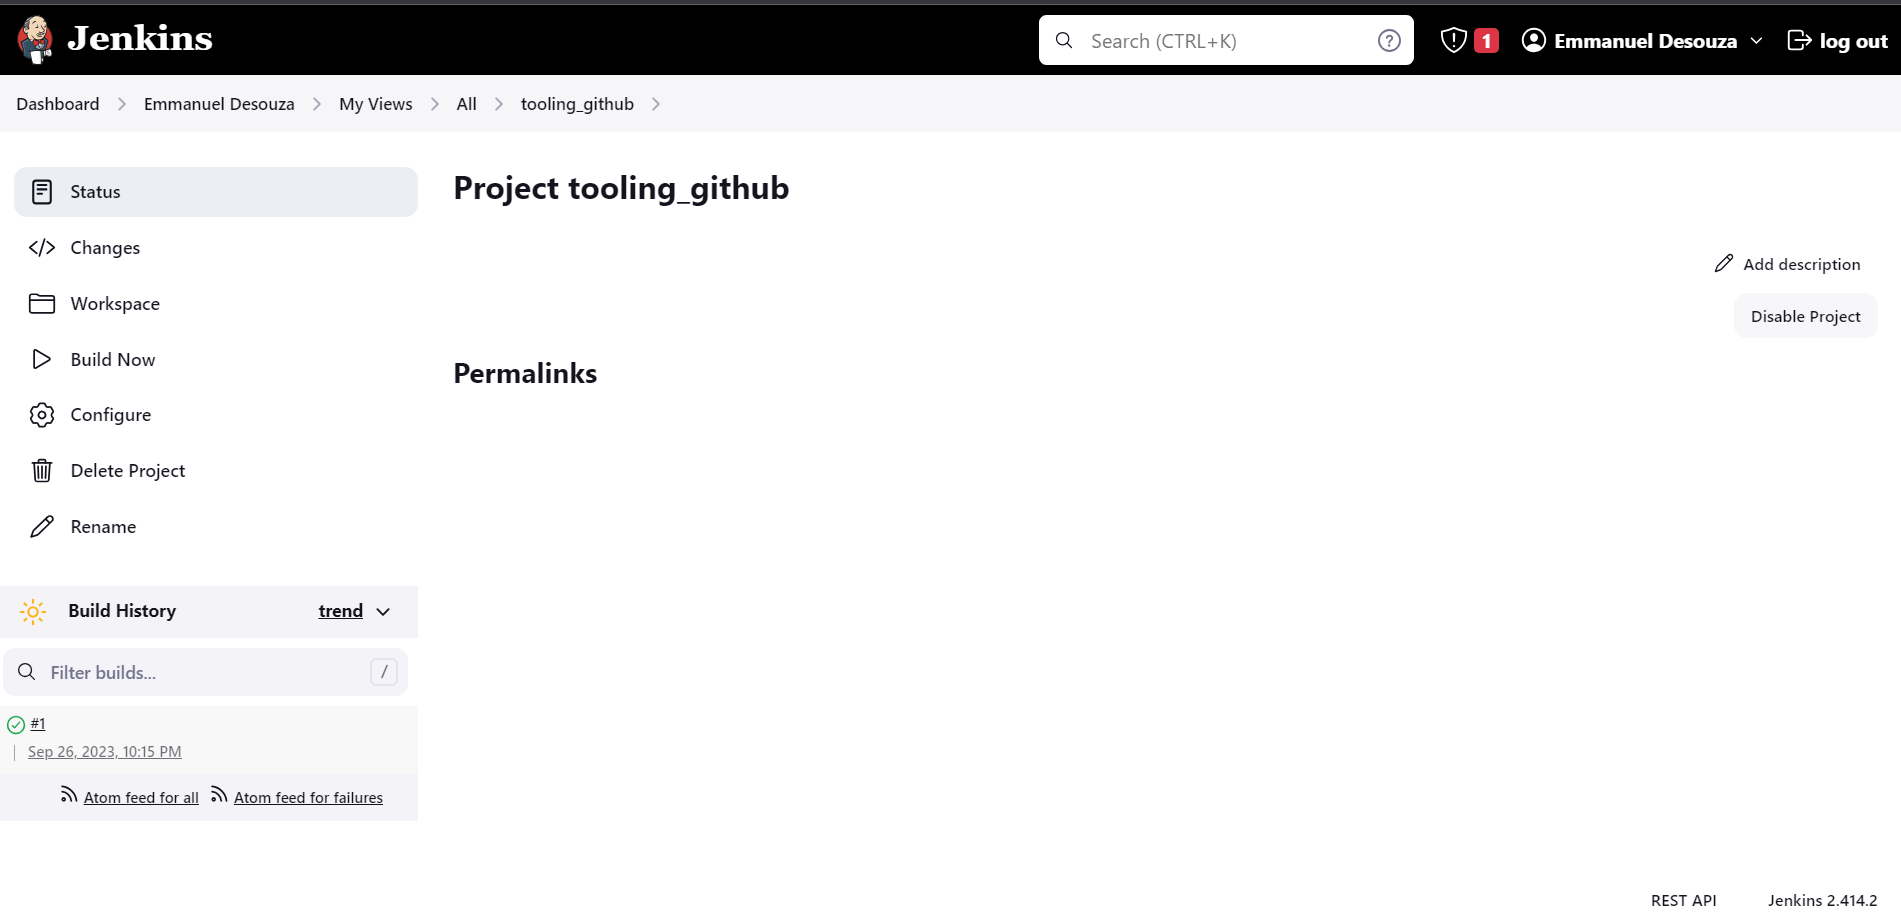 Jenkins
Search (CTRL+K)
1
Emmanuel Desouza
log out
Dashboard
Emmanuel Desouza
My Views
All
tooling_github
Status
Changes
Workspace
Build Now
Configure
Delete Project
Rename
Build History
trend
Filter builds...
/
#1
Sep 26, 2023, 10:15 PM
Atom feed for all
Atom feed for failures
Project tooling_github
Add description
Disable Project
Permalinks
REST API
Jenkins 2.414.2